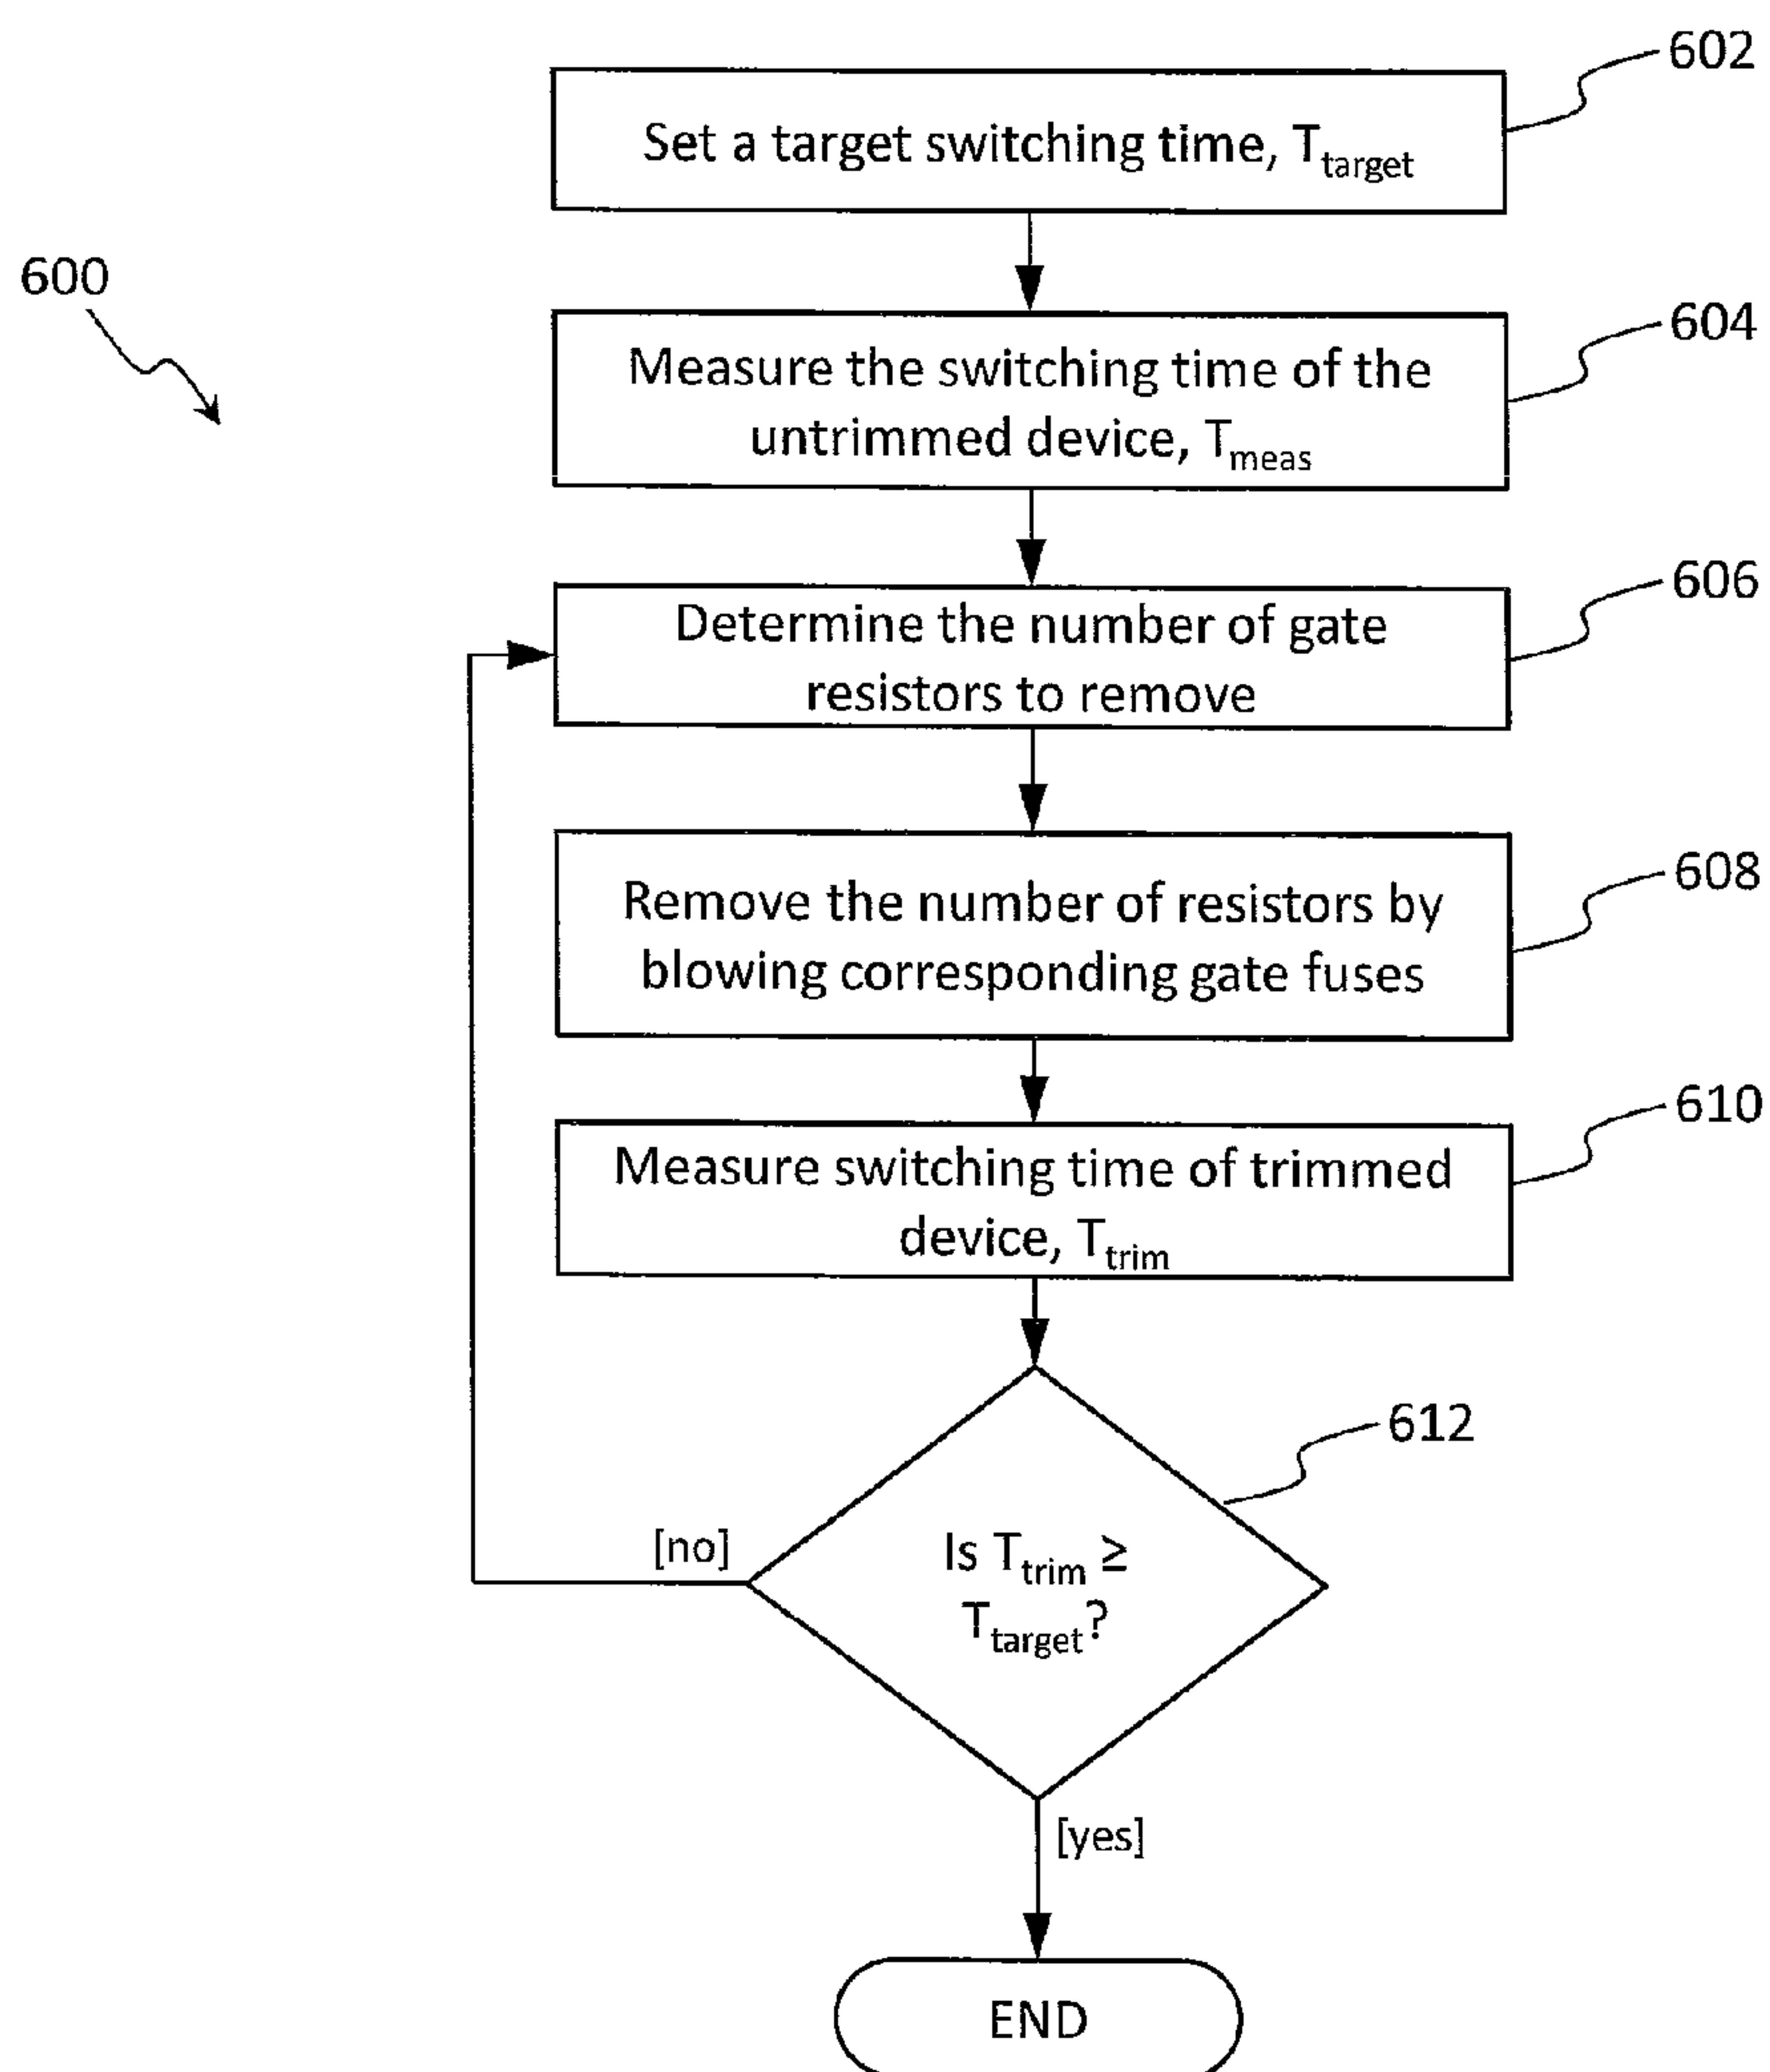 602
Set a target switching time, Ttarget
600
604
Measure the switching time of the
untrimmed device, Tmeas
606
Determine the number of gate
resistors to remove
608
Remove the number of resistors by
blowing corresponding gate fuses
610
Measure switching time of trimmed
device, Ttrim
612
[no]
Is Ttrim ≥
Ttarget?
[yes]
END